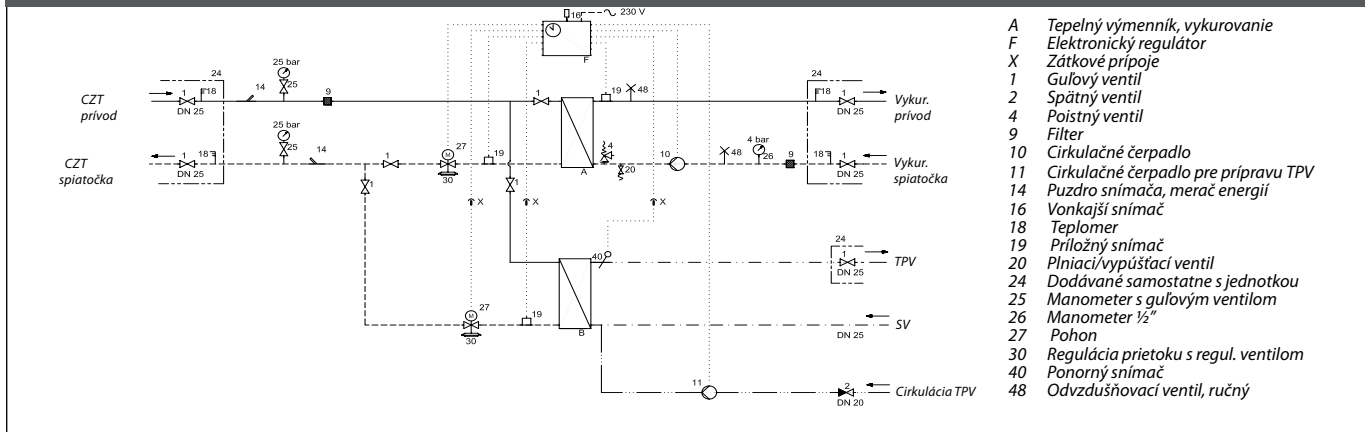 16
230 V
F
24
25 bar
25
1
18
14
9
1
19
48
24
18
1
CZT
prívod
DN 25
DN 25
Vykur.
prívod
25 bar
25
4
4 bar
1
18
14
1
M
27
19
A
10
48
26
9
18
1
CZT
spiatočka
DN 25
30
20
DN 25
Vykur.
spiatočka
1
1
X
X
X
24
40
1
TPV
DN 25
27
M
19
30
B
SV
DN 25
11
2
Cirkulácia TPV
DN 20
A Tepelný výmenník, vykurovanie
F Elektronický regulátor
X Zátkové prípoje
1 Guľový ventil
2 Spätný ventil
4 Poistný ventil
9 Filter
10 Cirkulačné čerpadlo
11 Cirkulačné čerpadlo pre prípravu TPV
14 Puzdro snímača, merač energií
16 Vonkajší snímač
18 Teplomer
19 Príložný snímač
20 Plniaci/vypúšťací ventil
24 Dodávané samostatne s jednotkou
25 Manometer s guľovým ventilom
26 Manometer ½”
27 Pohon
30 Regulácia prietoku s regul. ventilom
40 Ponorný snímač
48 Odvzdušňovací ventil, ručný